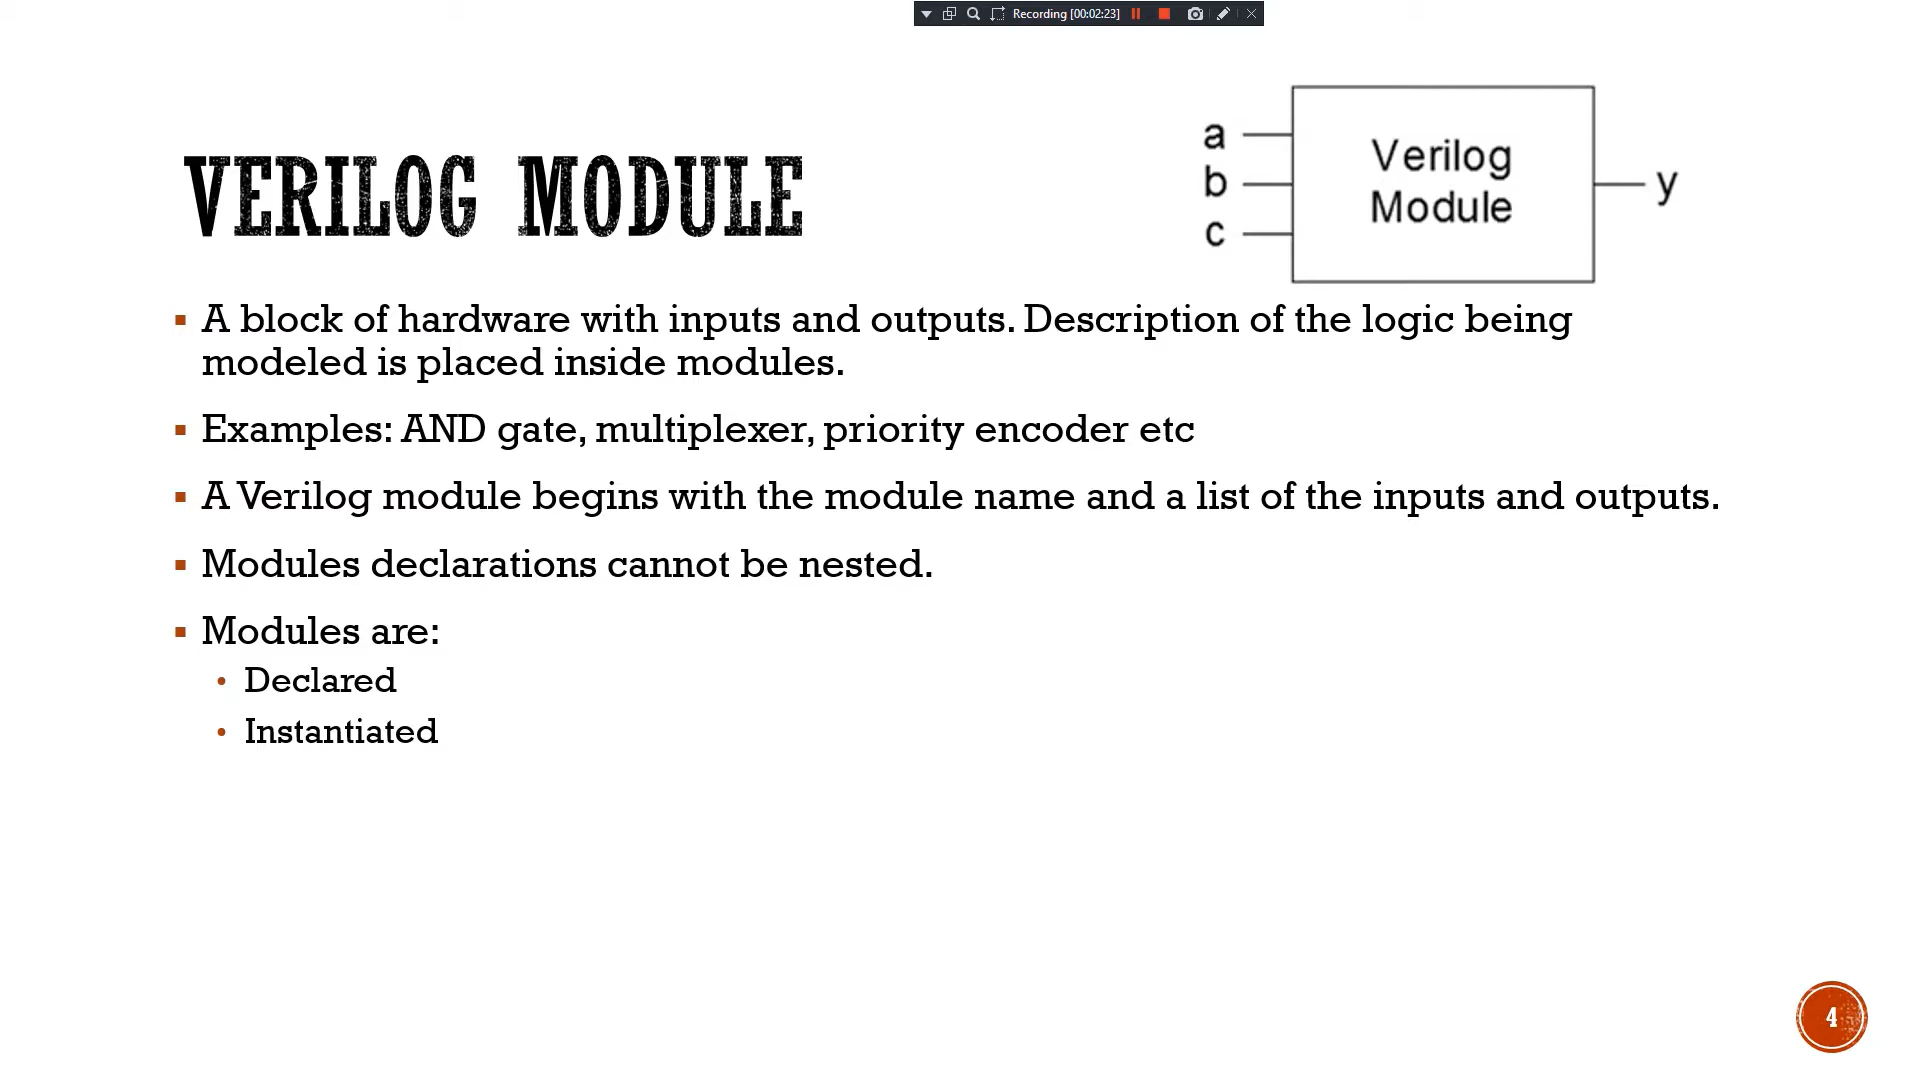 Recording [00:02:23]
VERILOG MODULE
a
b
c
Verilog
Module
y
A block of hardware with inputs and outputs. Description of the logic being
modeled is placed inside modules.
Examples: AND gate, multiplexer, priority encoder etc
A Verilog module begins with the module name and a list of the inputs and outputs.
Modules declarations cannot be nested.
Modules are:
Declared
Instantiated
4